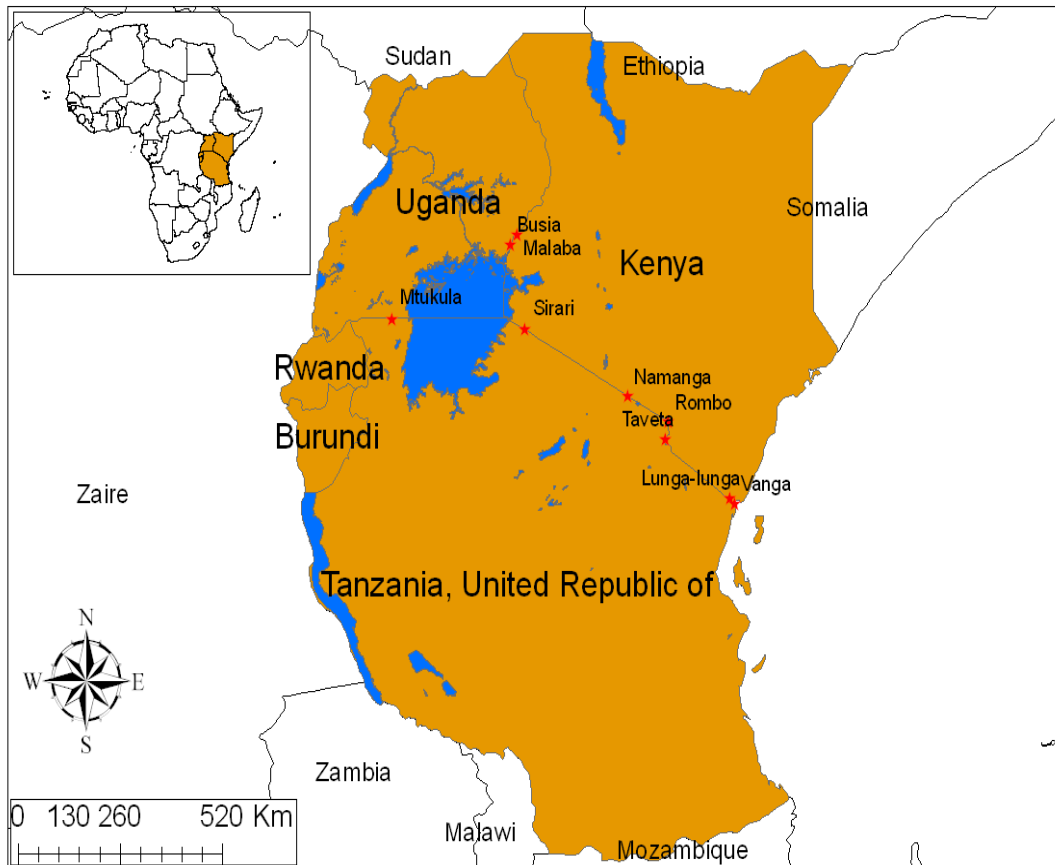 Sudan
Ethiopia
Uganda
Somalia
Busia
Malaba
Kenya
Mtukula
Sirari
Rwanda
Namanga
Rombo
Taveta
Burundi
Lunga-lunga
Vanga
Zaire
Tanzania, United Republic of
N
W
E
S
Zambia
0 130 260 520 Km
Malawi
Mozambique